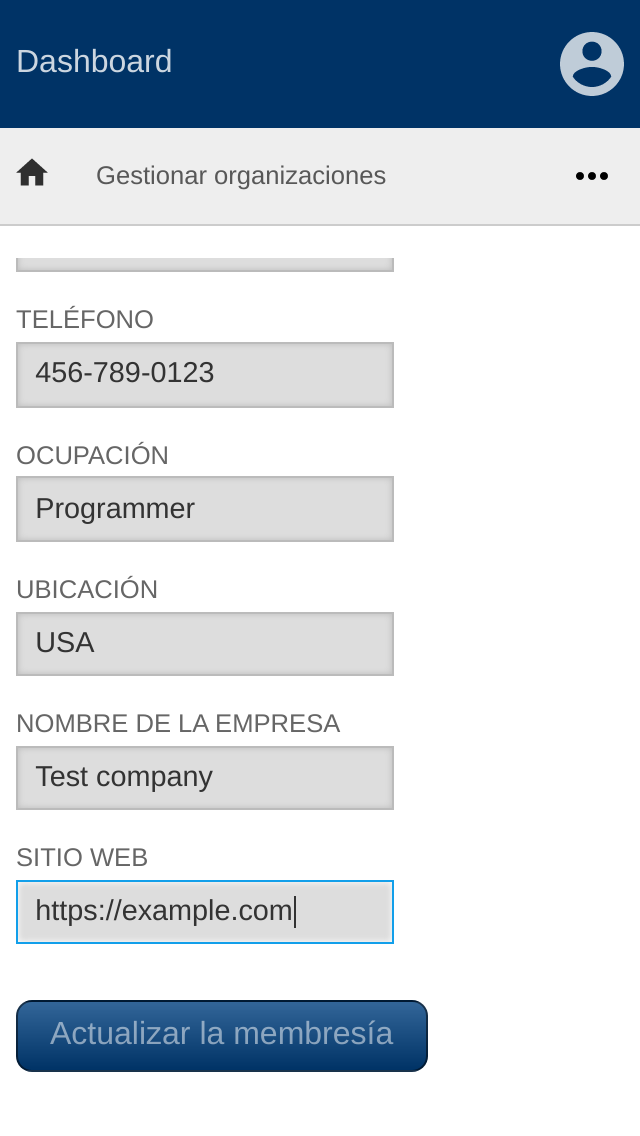 Dashboard
Gestionar organizaciones
TELÉFONO
456-789-0123
OCUPACIÓN
Programmer
UBICACIÓN
USA
NOMBRE DE LA EMPRESA
Test company
SITIO WEB
https://example.com
Actualizar la membresía